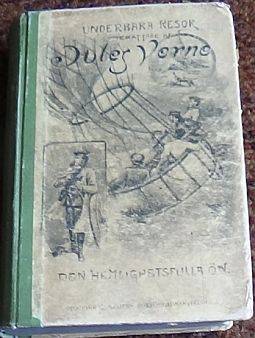 UNDERBARA RESOR
Jules Verne
DEN HEMLIGHETSFULLA ÖN.